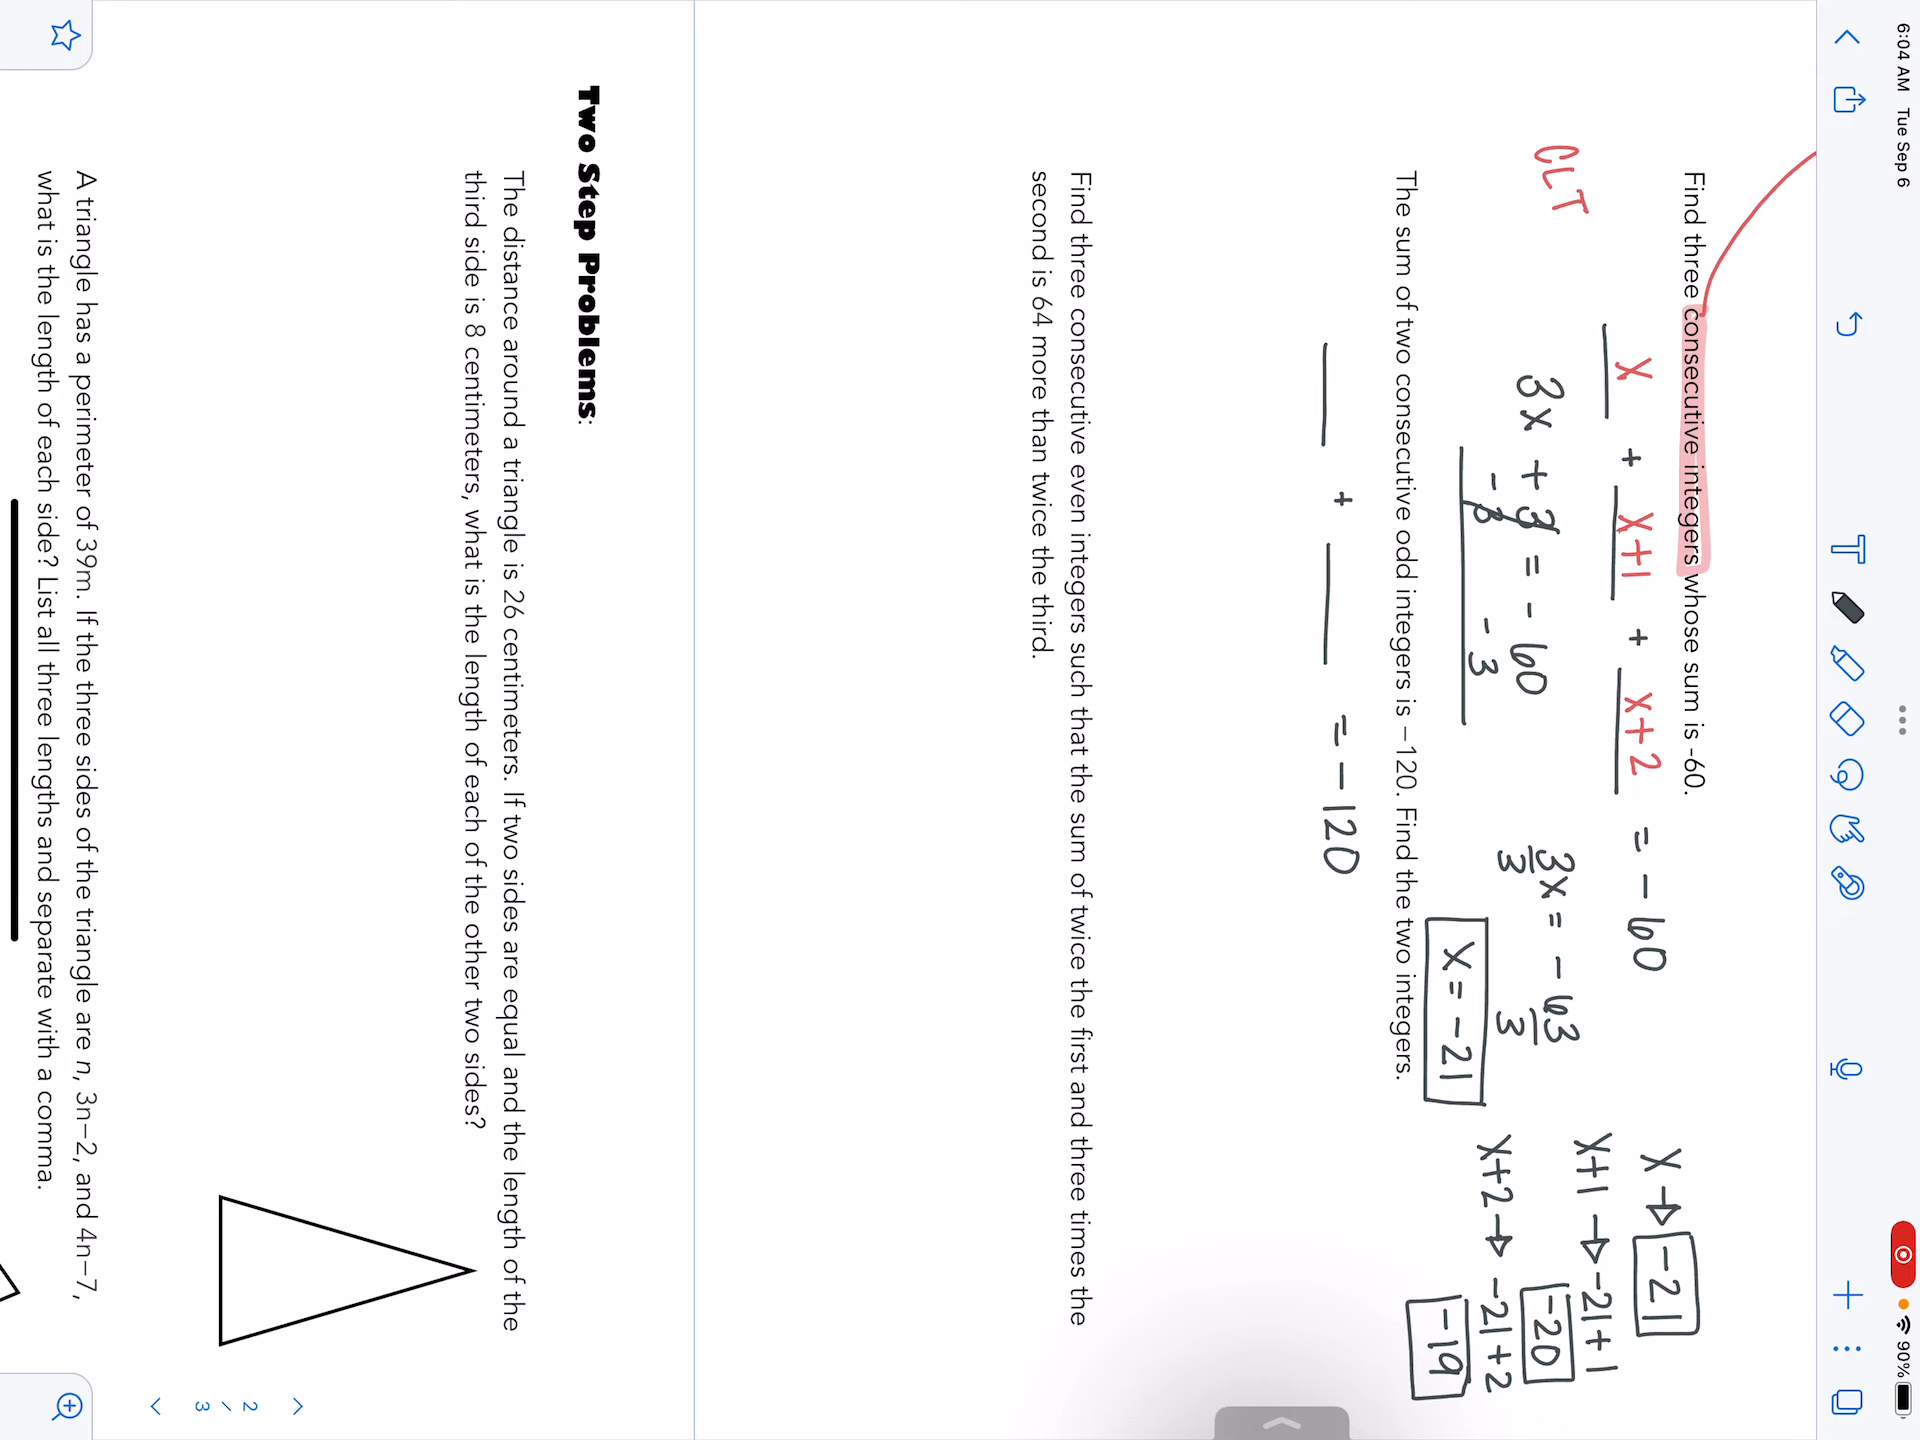 6:04 AM Tue Sep 6
90%
Find three consecutive integers whose sum is -60.
x + x+1 + x+2 = -60
CLT
3x + 3 = -60
-3 -3
3x = -63
3 3
x = -21
x → -21
x+1 → -21+1
-20
x+2 → -21+2
-19
The sum of two consecutive odd integers is −120. Find the two integers.
+ = -120
Find three consecutive even integers such that the sum of twice the first and three times the
second is 64 more than twice the third.
Two Step Problems:
The distance around a triangle is 26 centimeters. If two sides are equal and the length of the
third side is 8 centimeters, what is the length of each of the other two sides?
2 / 3
A triangle has a perimeter of 39m. If the three sides of the triangle are n, 3n−2, and 4n−7,
what is the length of each side? List all three lengths and separate with a comma.